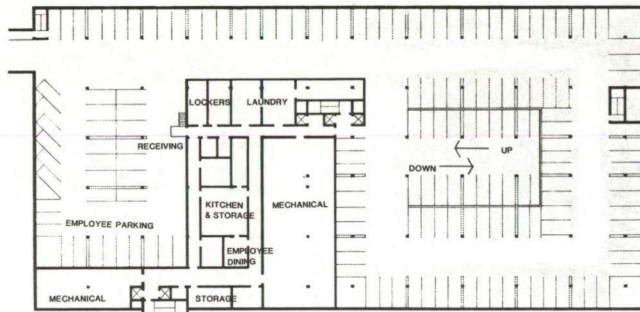 LOCKERS
LAUNDRY
RECEIVING
UP
DOWN
KITCHEN
& STORAGE
MECHANICAL
EMPLOYEE PARKING
EMPLOYEE
DINING
MECHANICAL
STORAGE